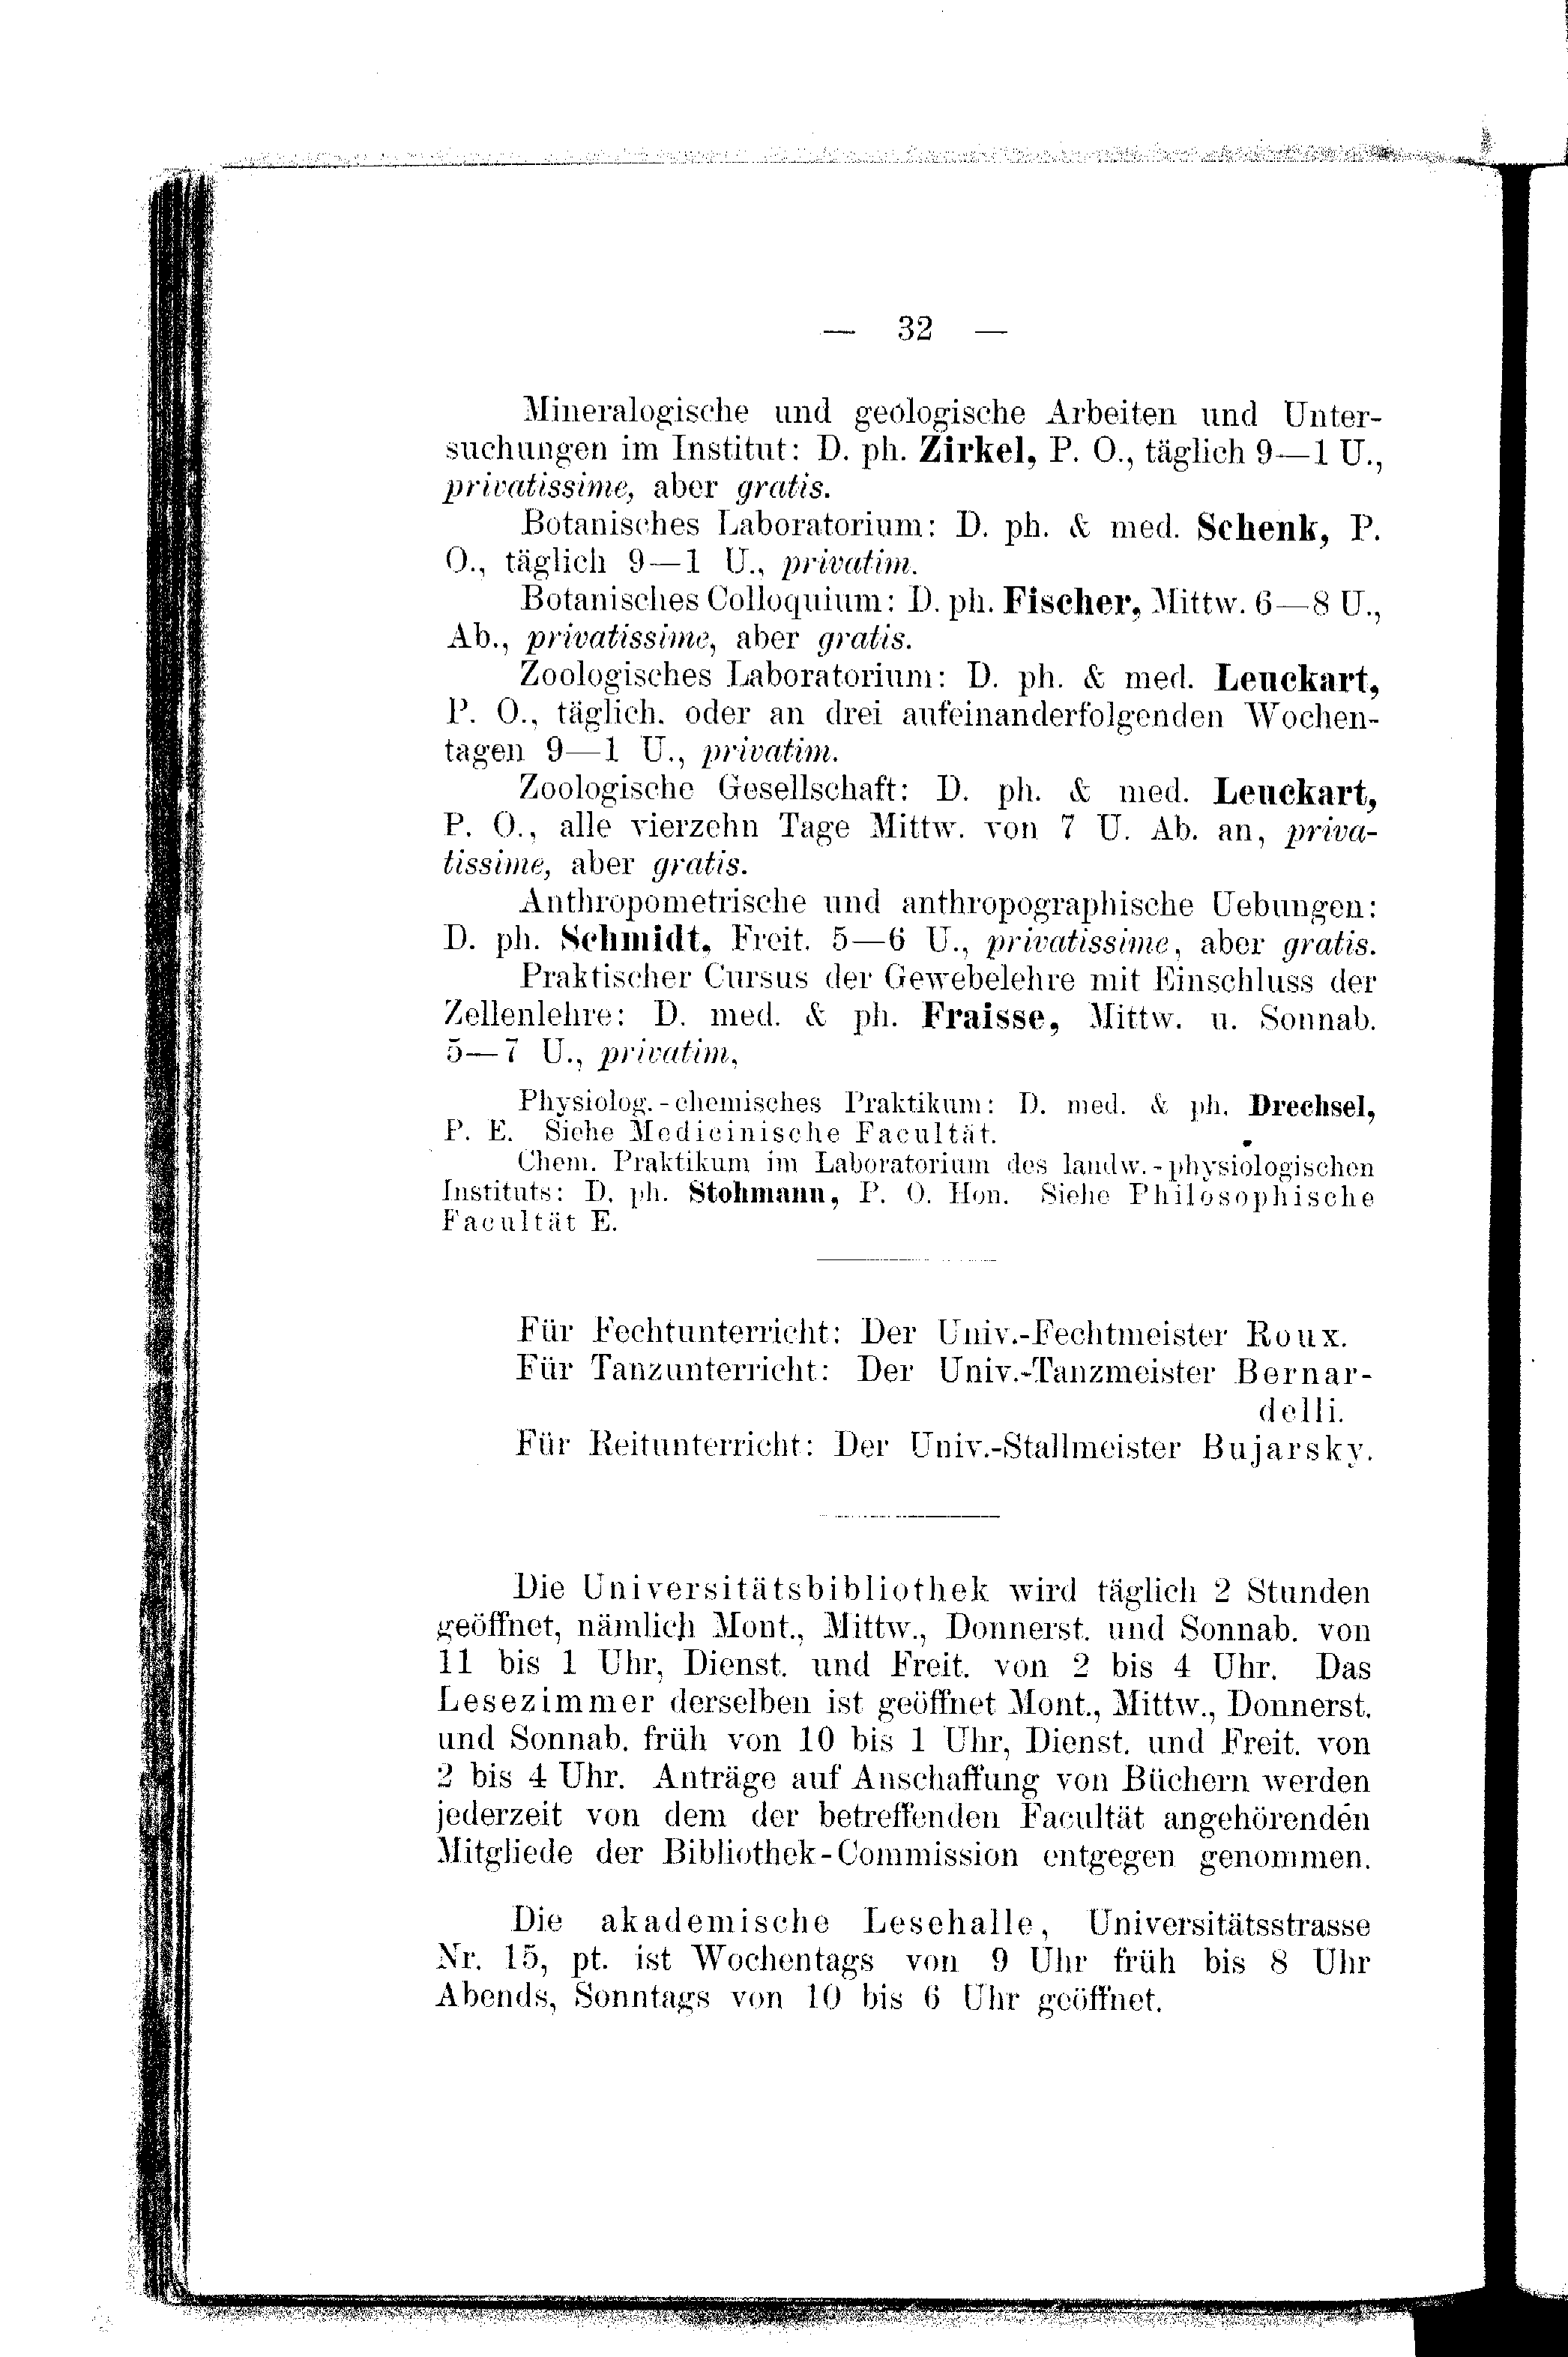 — 32 —
Mineralogische und geologische Arbeiten und Unter-
suchungen im Institut: D. ph. Zirkel, P. O., täglich 9—1 U.,
privatissime, aber gratis.
Botanisches Laboratorium: D. ph. & med. Schenk, P.
O., täglich 9—1 U., privatim.
Botanisches Colloquium: D. ph. Fischer, Mittw. 6—8 U.,
Ab., privatissime, aber gratis.
Zoologisches Laboratorium: D. ph. & med. Leuckart,
P. O., täglich. oder an drei aufeinanderfolgenden Wochen-
tagen 9—1 U., privatim.
Zoologische Gesellschaft: D. ph. & med. Leuckart,
P. O., alle vierzehn Tage Mittw. von 7 U. Ab. an, priva-
tissime, aber gratis.
Anthropometrische und anthropographische Uebungen:
D. ph. Schmidt, Freit. 5—6 U., privatissime, aber gratis.
Praktischer Cursus der Gewebelehre mit Einschluss der
Zellenlehre: D. med. & ph. Fraisse, Mittw. u. Sonnab.
5—7 U., privatim,
Physiolog.-chemisches Praktikum: D. med. & ph. Drechsel,
P. E. Siehe Medicinische Facultät.
Chem. Praktikum im Laboratorium des landw.-physiologischen
Instituts: D. ph. Stohmann, P. O. Hon. Siehe Philosophische
Facultät E.
Für Fechtunterricht: Der Univ.-Fechtmeister Roux.
Für Tanzunterricht: Der Univ.-Tanzmeister Bernar-
delli.
Für Reitunterricht: Der Univ.-Stallmeister Bujarsky.
Die Universitätsbibliothek wird täglich 2 Stunden
geöffnet, nämlich Mont., Mittw., Donnerst. und Sonnab. von
11 bis 1 Uhr, Dienst. und Freit. von 2 bis 4 Uhr. Das
Lesezimmer derselben ist geöffnet Mont., Mittw., Donnerst.
und Sonnab. früh von 10 bis 1 Uhr, Dienst. und Freit. von
2 bis 4 Uhr. Anträge auf Anschaffung von Büchern werden
jederzeit von dem der betreffenden Facultät angehörenden
Mitgliede der Bibliothek-Commission entgegen genommen.
Die akademische Lesehalle, Universitätsstrasse
Nr. 15, pt. ist Wochentags von 9 Uhr früh bis 8 Uhr
Abends, Sonntags von 10 bis 6 Uhr geöffnet.